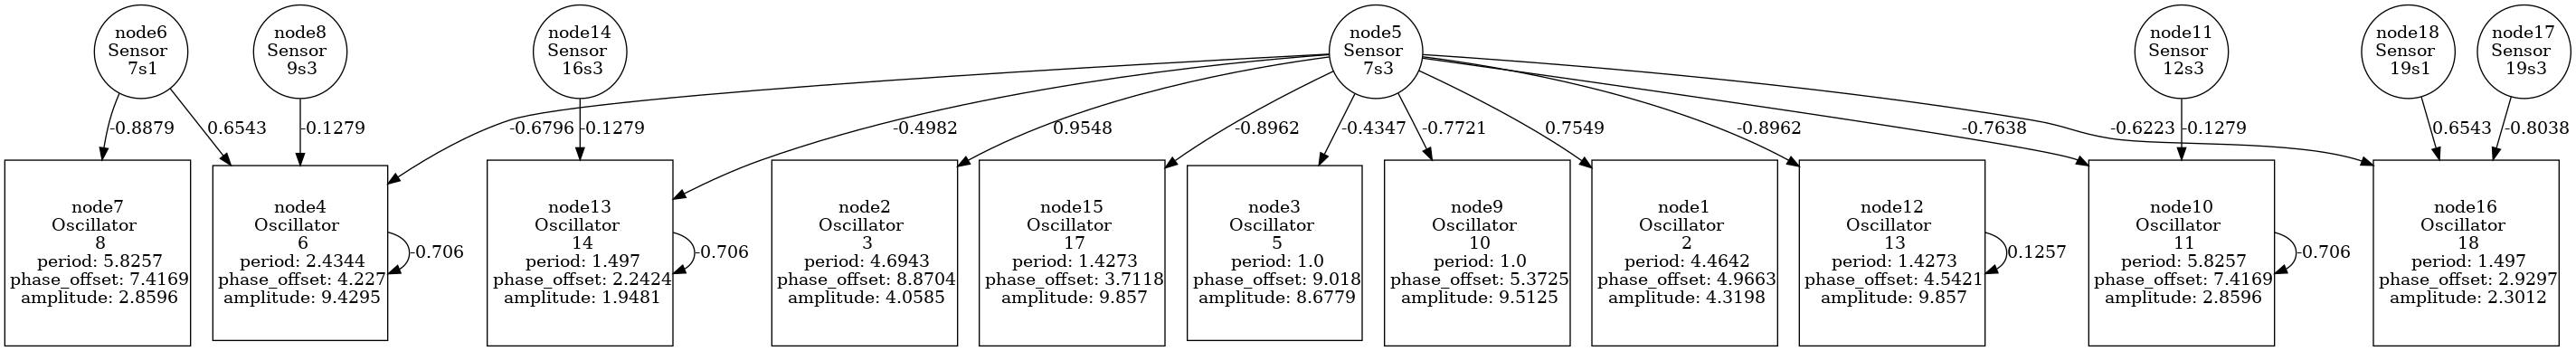 node6
Sensor
7s1
node8
Sensor
9s3
node14
Sensor
16s3
node5
Sensor
7s3
node11
Sensor
12s3
node18
Sensor
19s1
node17
Sensor
19s3
-0.8879
0.6543
-0.1279
-0.6796
-0.1279
-0.4982
0.9548
-0.8962
-0.4347
-0.7721
0.7549
-0.8962
-0.7638
-0.1279
-0.6223
0.6543
-0.8038
node7
Oscillator
8
period: 5.8257
phase_offset: 7.4169
amplitude: 2.8596
node4
Oscillator
6
period: 2.4344
phase_offset: 4.227
amplitude: 9.4295
-0.706
node13
Oscillator
14
period: 1.497
phase_offset: 2.2424
amplitude: 1.9481
-0.706
node2
Oscillator
3
period: 4.6943
phase_offset: 8.8704
amplitude: 4.0585
node15
Oscillator
17
period: 1.4273
phase_offset: 3.7118
amplitude: 9.857
node3
Oscillator
5
period: 1.0
phase_offset: 9.018
amplitude: 8.6779
node9
Oscillator
10
period: 1.0
phase_offset: 5.3725
amplitude: 9.5125
node1
Oscillator
2
period: 4.4642
phase_offset: 4.9663
amplitude: 4.3198
node12
Oscillator
13
period: 1.4273
phase_offset: 4.5421
amplitude: 9.857
0.1257
node10
Oscillator
11
period: 5.8257
phase_offset: 7.4169
amplitude: 2.8596
-0.706
node16
Oscillator
18
period: 1.497
phase_offset: 2.9297
amplitude: 2.3012